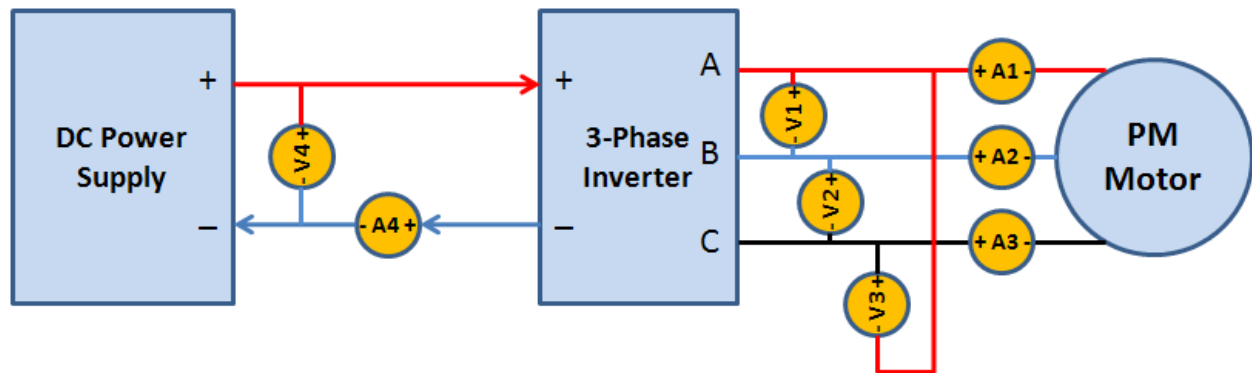 DC Power
Supply
+
–
- V4 +
- A4 +
3-Phase
Inverter
+
–
A
B
C
- V1 +
- V2 +
- V3 +
+ A1 -
+ A2 -
+ A3 -
PM
Motor